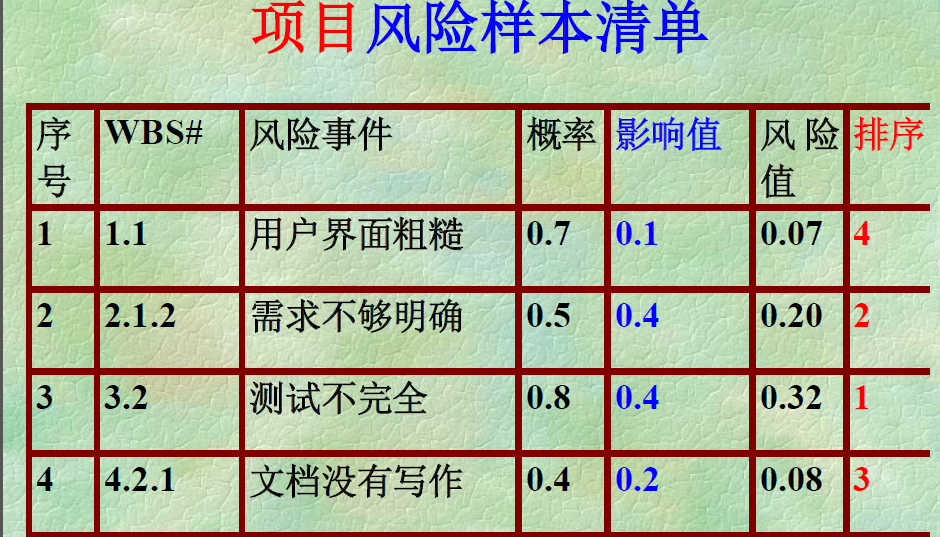 项目风险样本清单
序号 WBS# 风险事件 概率 影响值 风险值 排序
1 1.1 用户界面粗糙 0.7 0.1 0.07 4
2 2.1.2 需求不够明确 0.5 0.4 0.20 2
3 3.2 测试不完全 0.8 0.4 0.32 1
4 4.2.1 文档没有写作 0.4 0.2 0.08 3